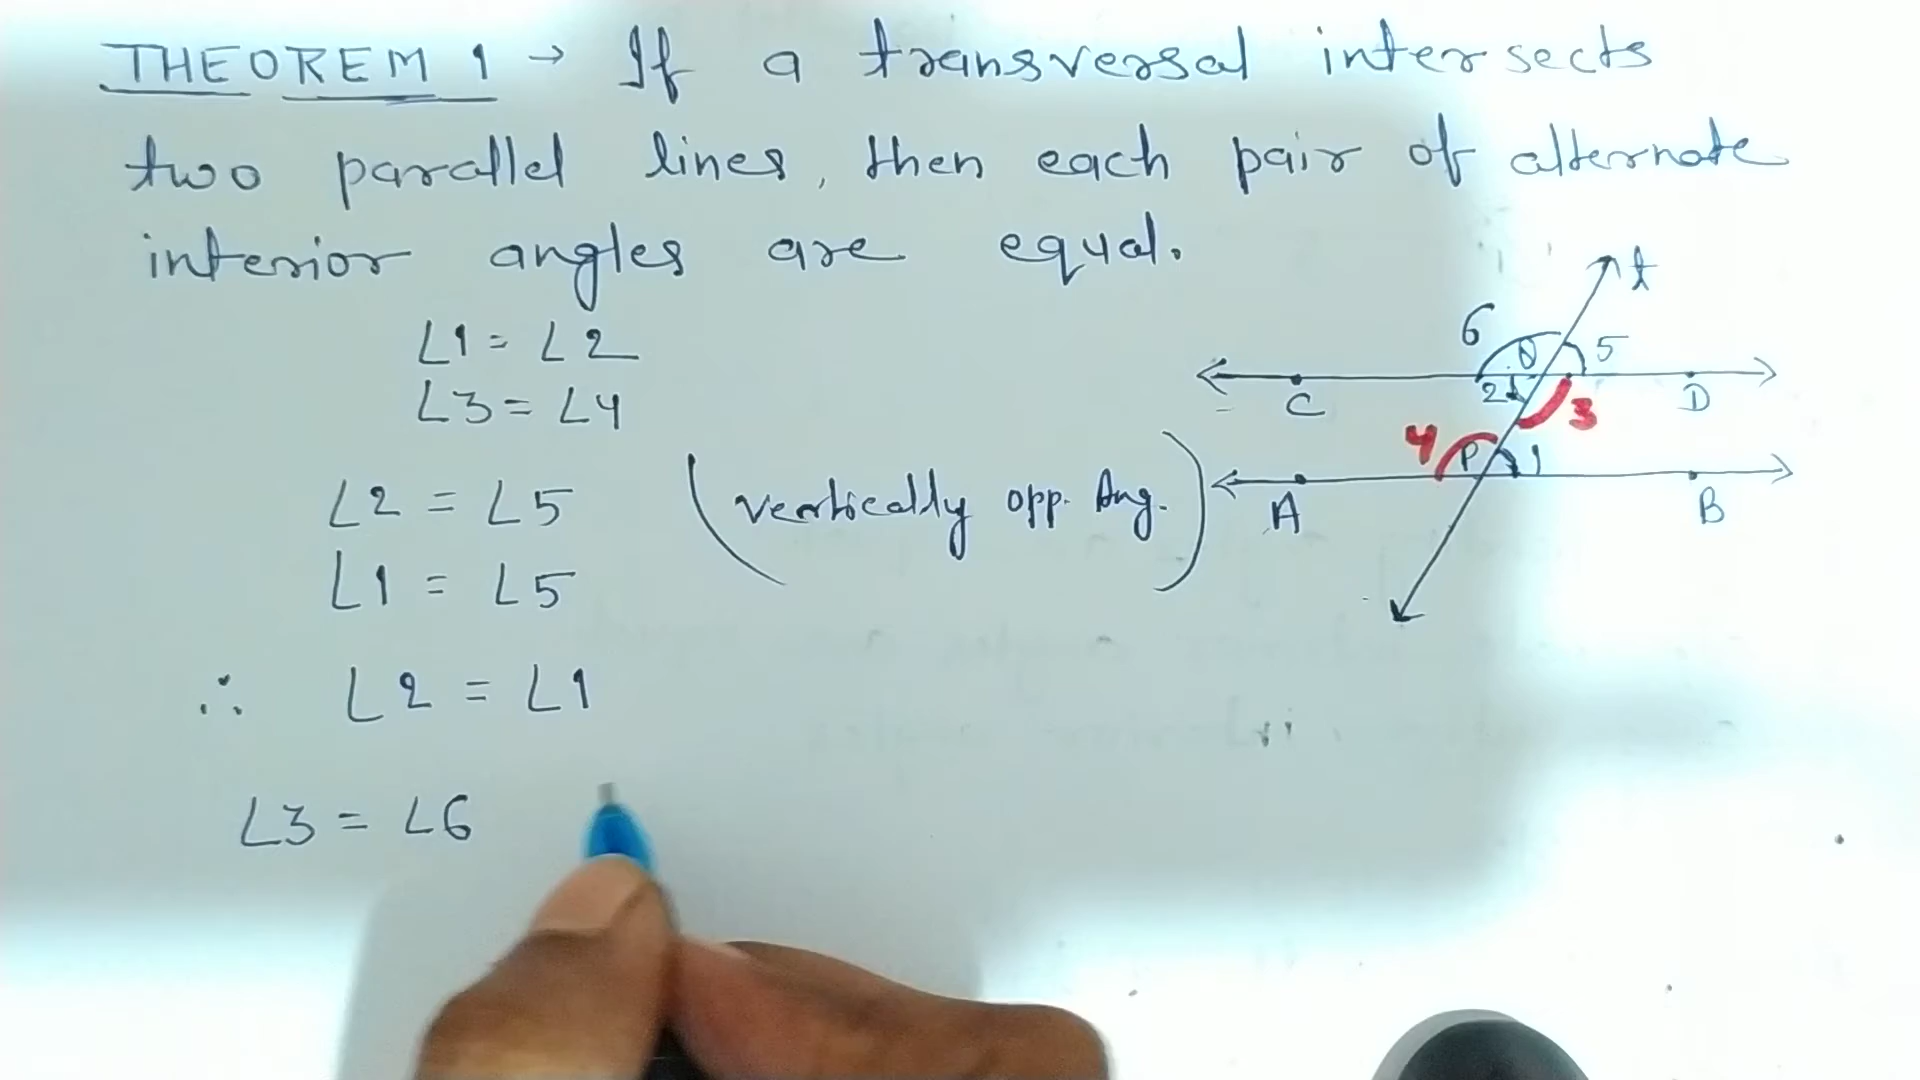 THEOREM 1 → If a transversal intersects
two parallel lines, then each pair of alternate
interior angles are equal.
∠1 = ∠2
∠3 = ∠4
∠2 = ∠5 (vertically opp. Ang.)
∠1 = ∠5
∴ ∠2 = ∠1
∠3 = ∠6
t
6 5
Q
C 2 3 D
4 P 1
A B